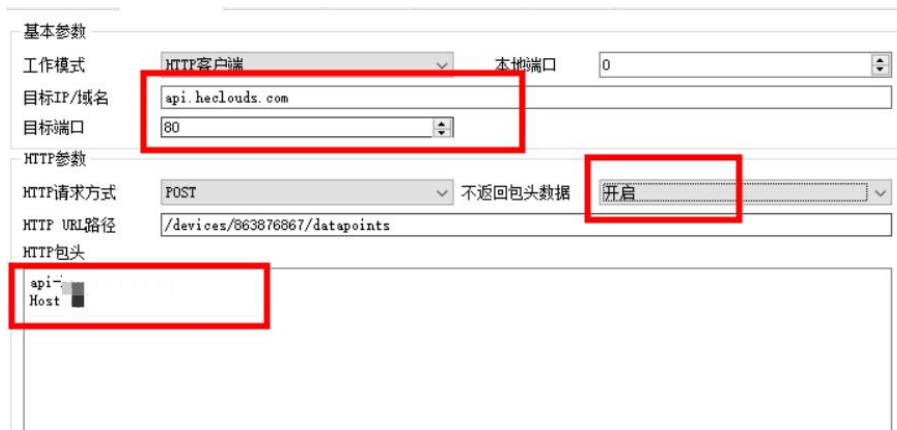 基本参数
工作模式 HTTP客户端 本地端口 0
目标IP/域名 api.heclouds.com
目标端口 80
HTTP参数
HTTP请求方式 POST 不返回包头数据 开启
HTTP URL路径 /devices/863876867/datapoints
HTTP包头
api-
Host